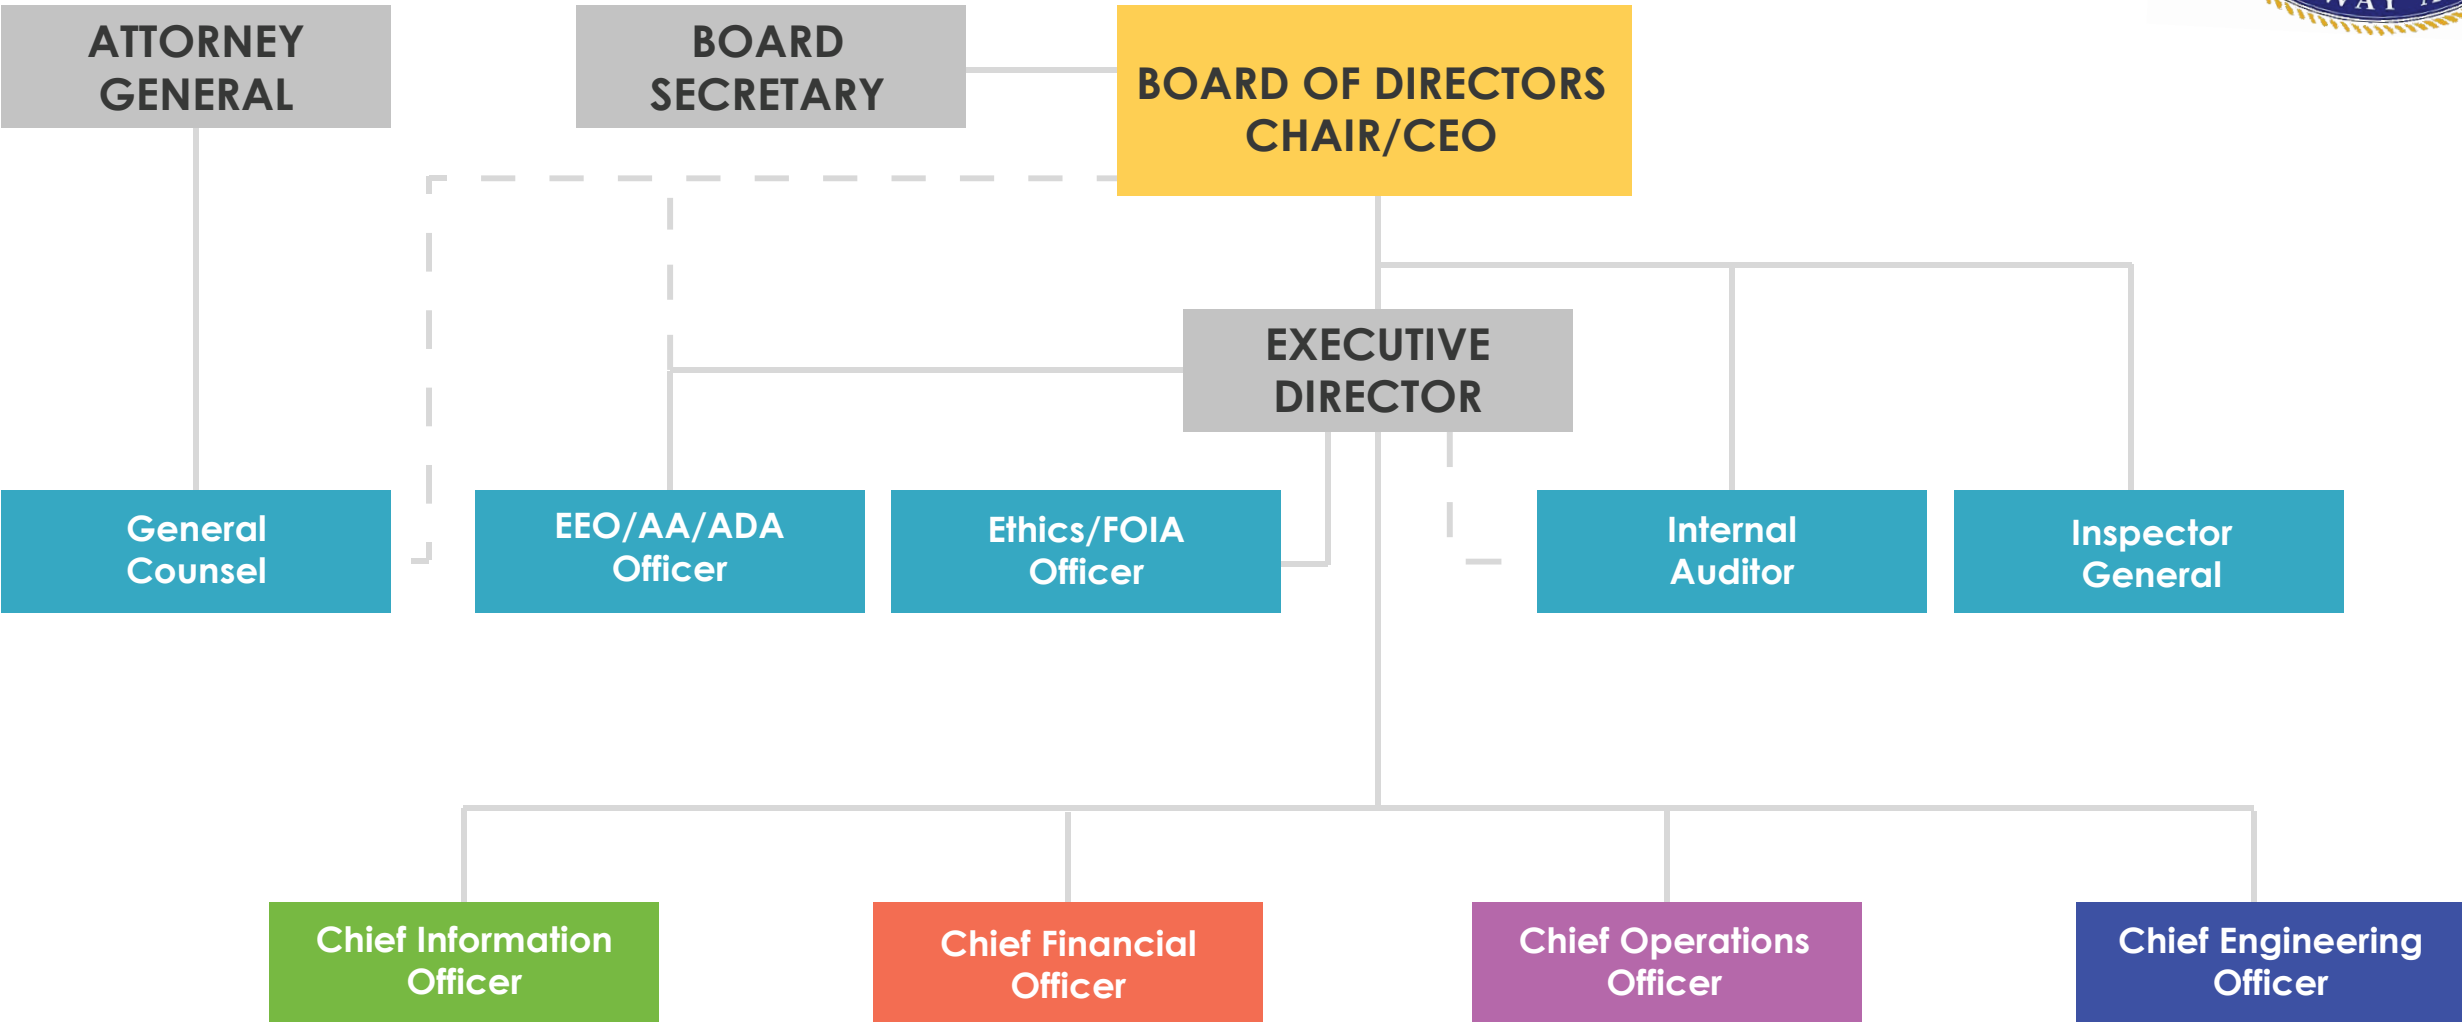 WAY
ATTORNEY
GENERAL
BOARD
SECRETARY
BOARD OF DIRECTORS
CHAIR/CEO
EXECUTIVE
DIRECTOR
General
Counsel
EEO/AA/ADA
Officer
Ethics/FOIA
Officer
Internal
Auditor
Inspector
General
Chief Information
Officer
Chief Financial
Officer
Chief Operations
Officer
Chief Engineering
Officer